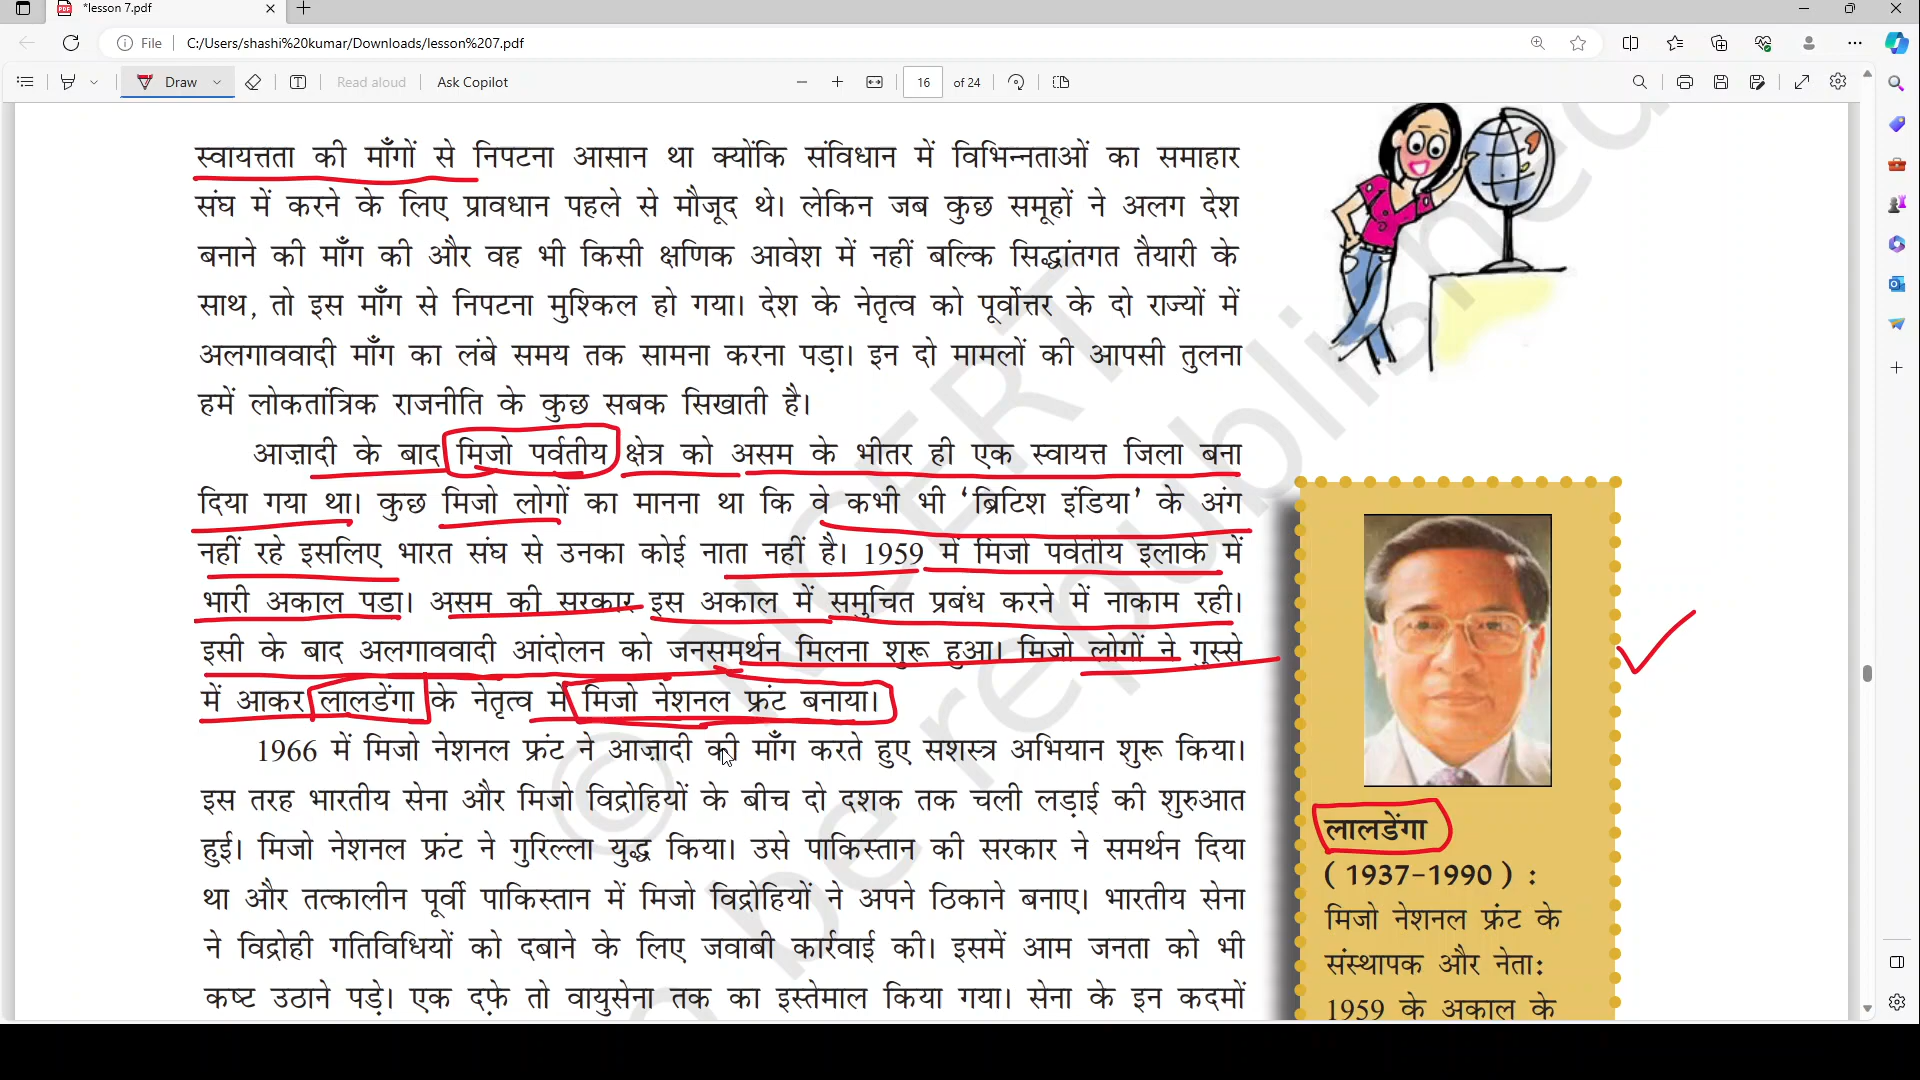 *lesson 7.pdf
File
C:/Users/shashi%20kumar/Downloads/lesson%207.pdf
Draw
Read aloud
Ask Copilot
16
of 24
स्वायत्तता की माँगों से निपटना आसान था क्योंकि संविधान में विभिन्नताओं का समाहार
संघ में करने के लिए प्रावधान पहले से मौजूद थे। लेकिन जब कुछ समूहों ने अलग देश
बनाने की माँग की और वह भी किसी क्षणिक आवेश में नहीं बल्कि सिद्धांतगत तैयारी के
साथ, तो इस माँग से निपटना मुश्किल हो गया। देश के नेतृत्व को पूर्वोत्तर के दो राज्यों में
अलगाववादी माँग का लंबे समय तक सामना करना पड़ा। इन दो मामलों की आपसी तुलना
हमें लोकतांत्रिक राजनीति के कुछ सबक सिखाती है।
आज़ादी के बाद मिजो पर्वतीय क्षेत्र को असम के भीतर ही एक स्वायत्त जिला बना
दिया गया था। कुछ मिजो लोगों का मानना था कि वे कभी भी ‘ब्रिटिश इंडिया’ के अंग
नहीं रहे इसलिए भारत संघ से उनका कोई नाता नहीं है। 1959 में मिजो पर्वतीय इलाके में
भारी अकाल पडा। असम की सरकार इस अकाल में समुचित प्रबंध करने में नाकाम रही।
इसी के बाद अलगाववादी आंदोलन को जनसमर्थन मिलना शुरू हुआ। मिजो लोगों ने गुस्से
में आकर लालडेंगा के नेतृत्व में मिजो नेशनल फ्रंट बनाया।
1966 में मिजो नेशनल फ्रंट ने आज़ादी की माँग करते हुए सशस्त्र अभियान शुरू किया।
इस तरह भारतीय सेना और मिजो विद्रोहियों के बीच दो दशक तक चली लड़ाई की शुरुआत
हुई। मिजो नेशनल फ्रंट ने गुरिल्ला युद्ध किया। उसे पाकिस्तान की सरकार ने समर्थन दिया
था और तत्कालीन पूर्वी पाकिस्तान में मिजो विद्रोहियों ने अपने ठिकाने बनाए। भारतीय सेना
ने विद्रोही गतिविधियों को दबाने के लिए जवाबी कार्रवाई की। इसमें आम जनता को भी
कष्ट उठाने पड़े। एक दफ़े तो वायुसेना तक का इस्तेमाल किया गया। सेना के इन कदमों
लालडेंगा
( 1937-1990 ) :
मिजो नेशनल फ्रंट के
संस्थापक और नेता:
1959 के अकाल के
© NCERT
be republished